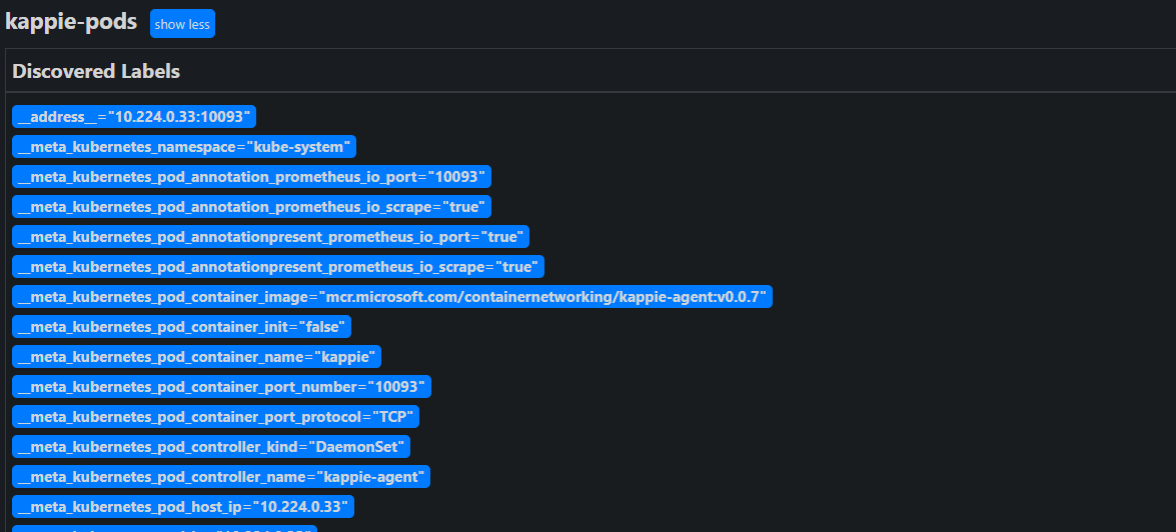 kappie-pods show less
Discovered Labels
__address__="10.224.0.33:10093"
__meta_kubernetes_namespace="kube-system"
__meta_kubernetes_pod_annotation_prometheus_io_port="10093"
__meta_kubernetes_pod_annotation_prometheus_io_scrape="true"
__meta_kubernetes_pod_annotationpresent_prometheus_io_port="true"
__meta_kubernetes_pod_annotationpresent_prometheus_io_scrape="true"
__meta_kubernetes_pod_container_image="mcr.microsoft.com/containernetworking/kappie-agent:v0.0.7"
__meta_kubernetes_pod_container_init="false"
__meta_kubernetes_pod_container_name="kappie"
__meta_kubernetes_pod_container_port_number="10093"
__meta_kubernetes_pod_container_port_protocol="TCP"
__meta_kubernetes_pod_controller_kind="DaemonSet"
__meta_kubernetes_pod_controller_name="kappie-agent"
__meta_kubernetes_pod_host_ip="10.224.0.33"